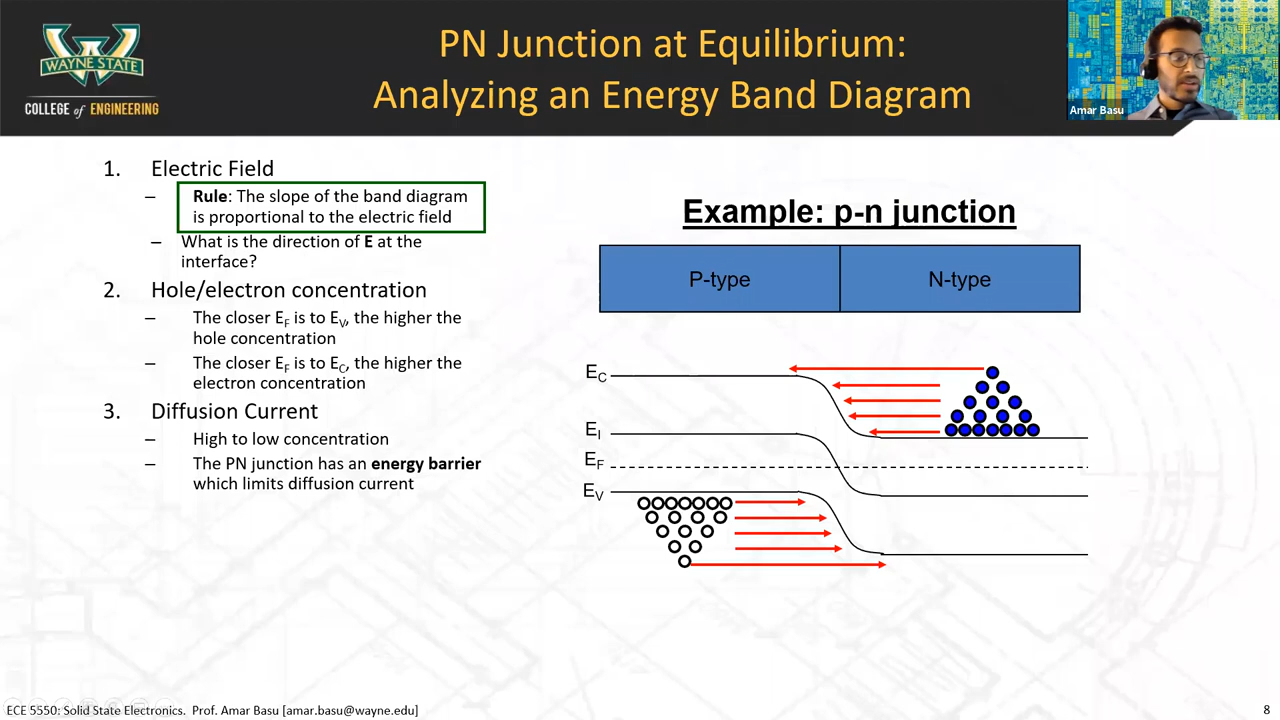 WAYNE STATE
COLLEGE of ENGINEERING
PN Junction at Equilibrium:
Analyzing an Energy Band Diagram
Amar Basu
1. Electric Field
– Rule: The slope of the band diagram
is proportional to the electric field
– What is the direction of E at the
interface?
2. Hole/electron concentration
– The closer EF is to EV, the higher the
hole concentration
– The closer EF is to EC, the higher the
electron concentration
3. Diffusion Current
– High to low concentration
– The PN junction has an energy barrier
which limits diffusion current
Example: p-n junction
P-type N-type
EC
EI
EF
EV
ECE 5550: Solid State Electronics. Prof. Amar Basu [amar.basu@wayne.edu]
8